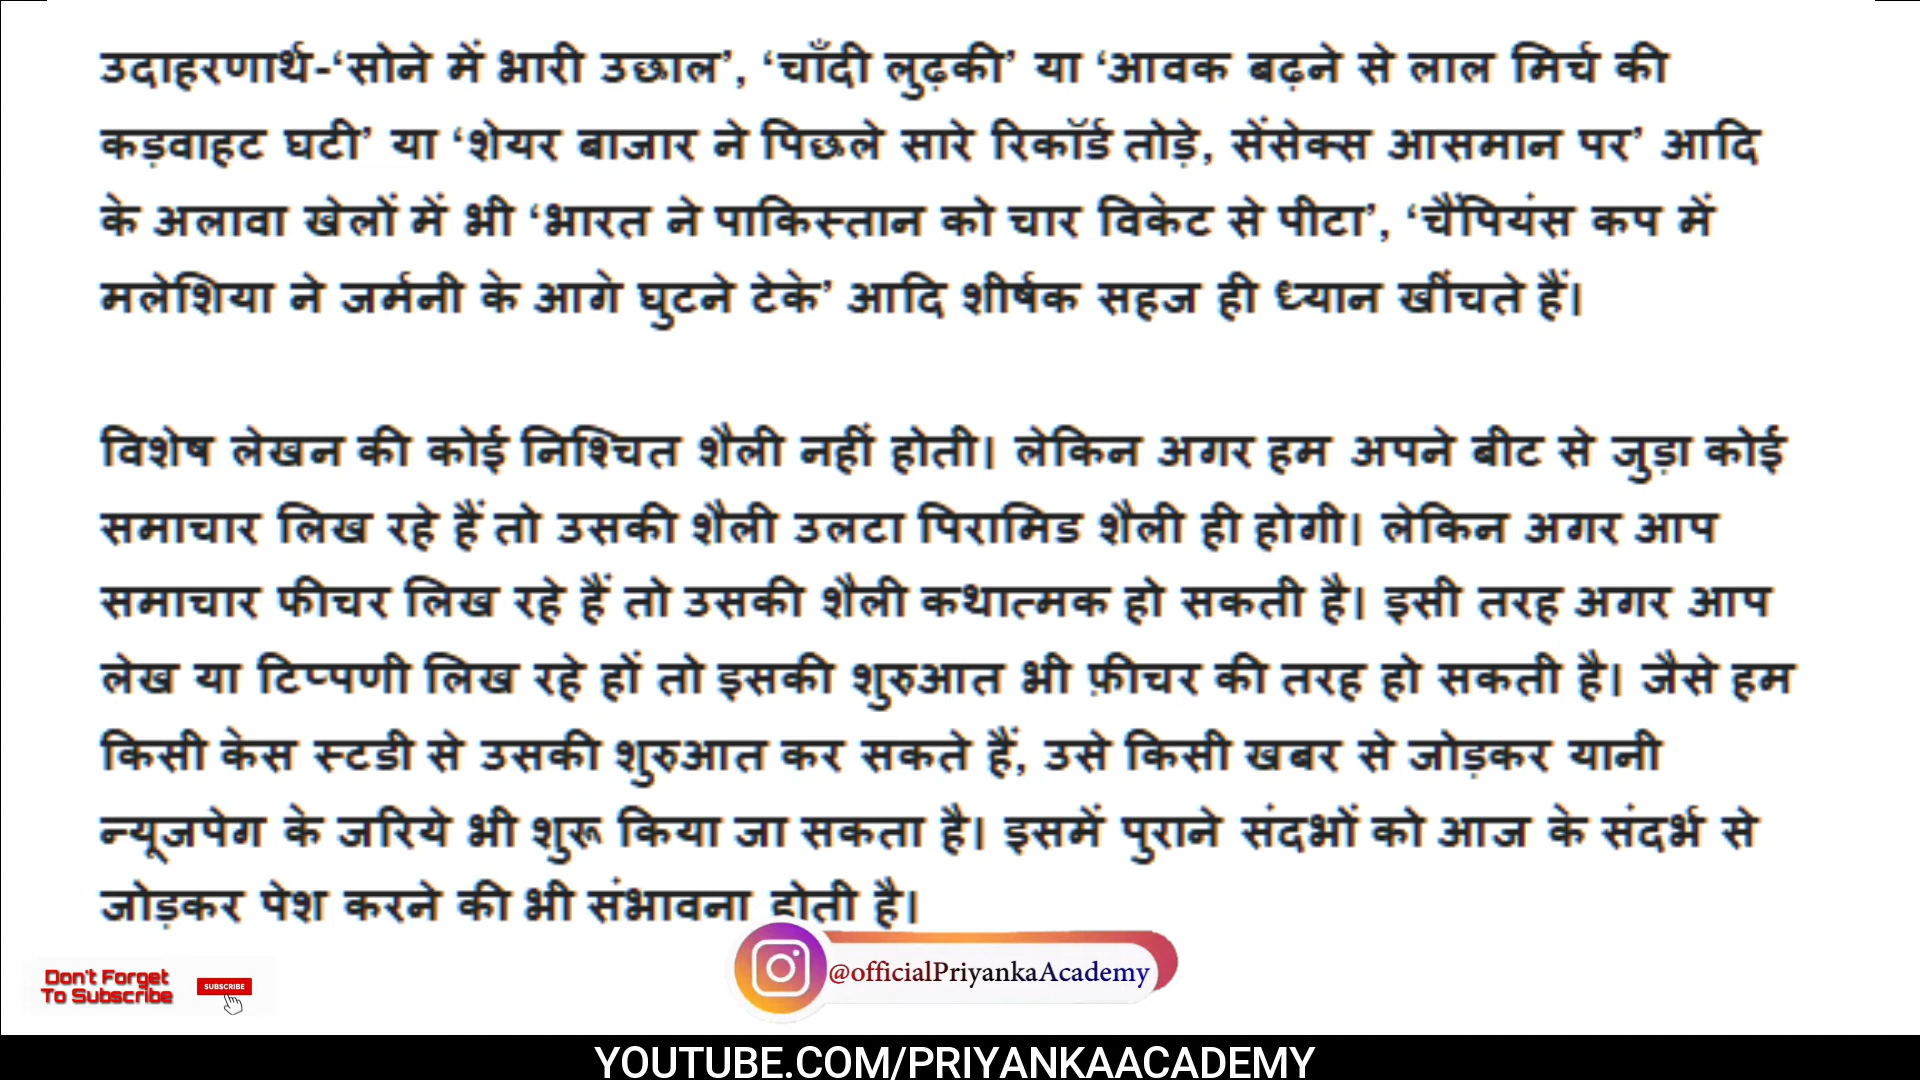 उदाहरणार्थ-‘सोने में भारी उछाल’, ‘चाँदी लुढ़की’ या ‘आवक बढ़ने से लाल मिर्च की
कड़वाहट घटी’ या ‘शेयर बाजार ने पिछले सारे रिकॉर्ड तोड़े, सेंसेक्स आसमान पर’ आदि
के अलावा खेलों में भी ‘भारत ने पाकिस्तान को चार विकेट से पीटा’, ‘चैंपियंस कप में
मलेशिया ने जर्मनी के आगे घुटने टेके’ आदि शीर्षक सहज ही ध्यान खींचते हैं।
विशेष लेखन की कोई निश्चित शैली नहीं होती। लेकिन अगर हम अपने बीट से जुड़ा कोई
समाचार लिख रहे हैं तो उसकी शैली उलटा पिरामिड शैली ही होगी। लेकिन अगर आप
समाचार फीचर लिख रहे हैं तो उसकी शैली कथात्मक हो सकती है। इसी तरह अगर आप
लेख या टिप्पणी लिख रहे हों तो इसकी शुरुआत भी फ़ीचर की तरह हो सकती है। जैसे हम
किसी केस स्टडी से उसकी शुरुआत कर सकते हैं, उसे किसी खबर से जोड़कर यानी
न्यूजपेग के जरिये भी शुरू किया जा सकता है। इसमें पुराने संदभों को आज के संदर्भ से
जोड़कर पेश करने की भी संभावना होती है।
@officialPriyankaAcademy
Don't Forget
To Subscribe
SUBSCRIBE
YOUTUBE.COM/PRIYANKAACADEMY